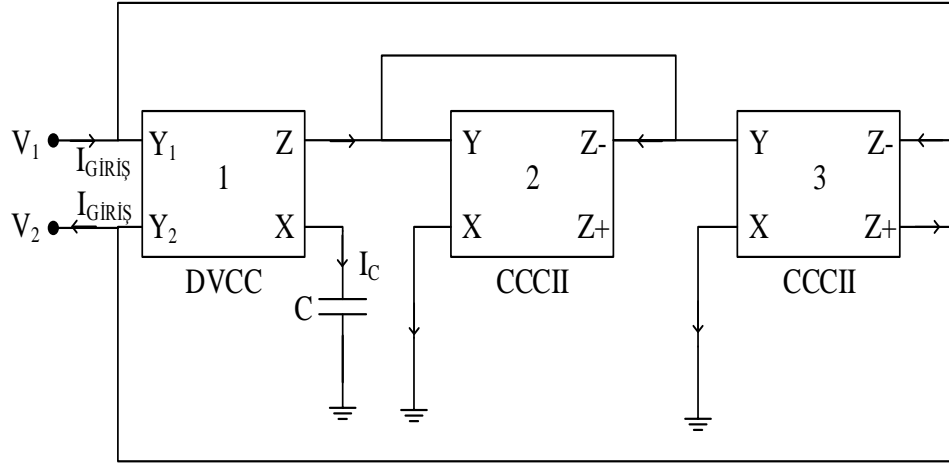 V1
IGİRİŞ
IGİRİŞ
V2
Y1
Z
1
Y2
X
DVCC
IC
C
Y
Z-
2
X
Z+
CCCII
Y
Z-
3
X
Z+
CCCII